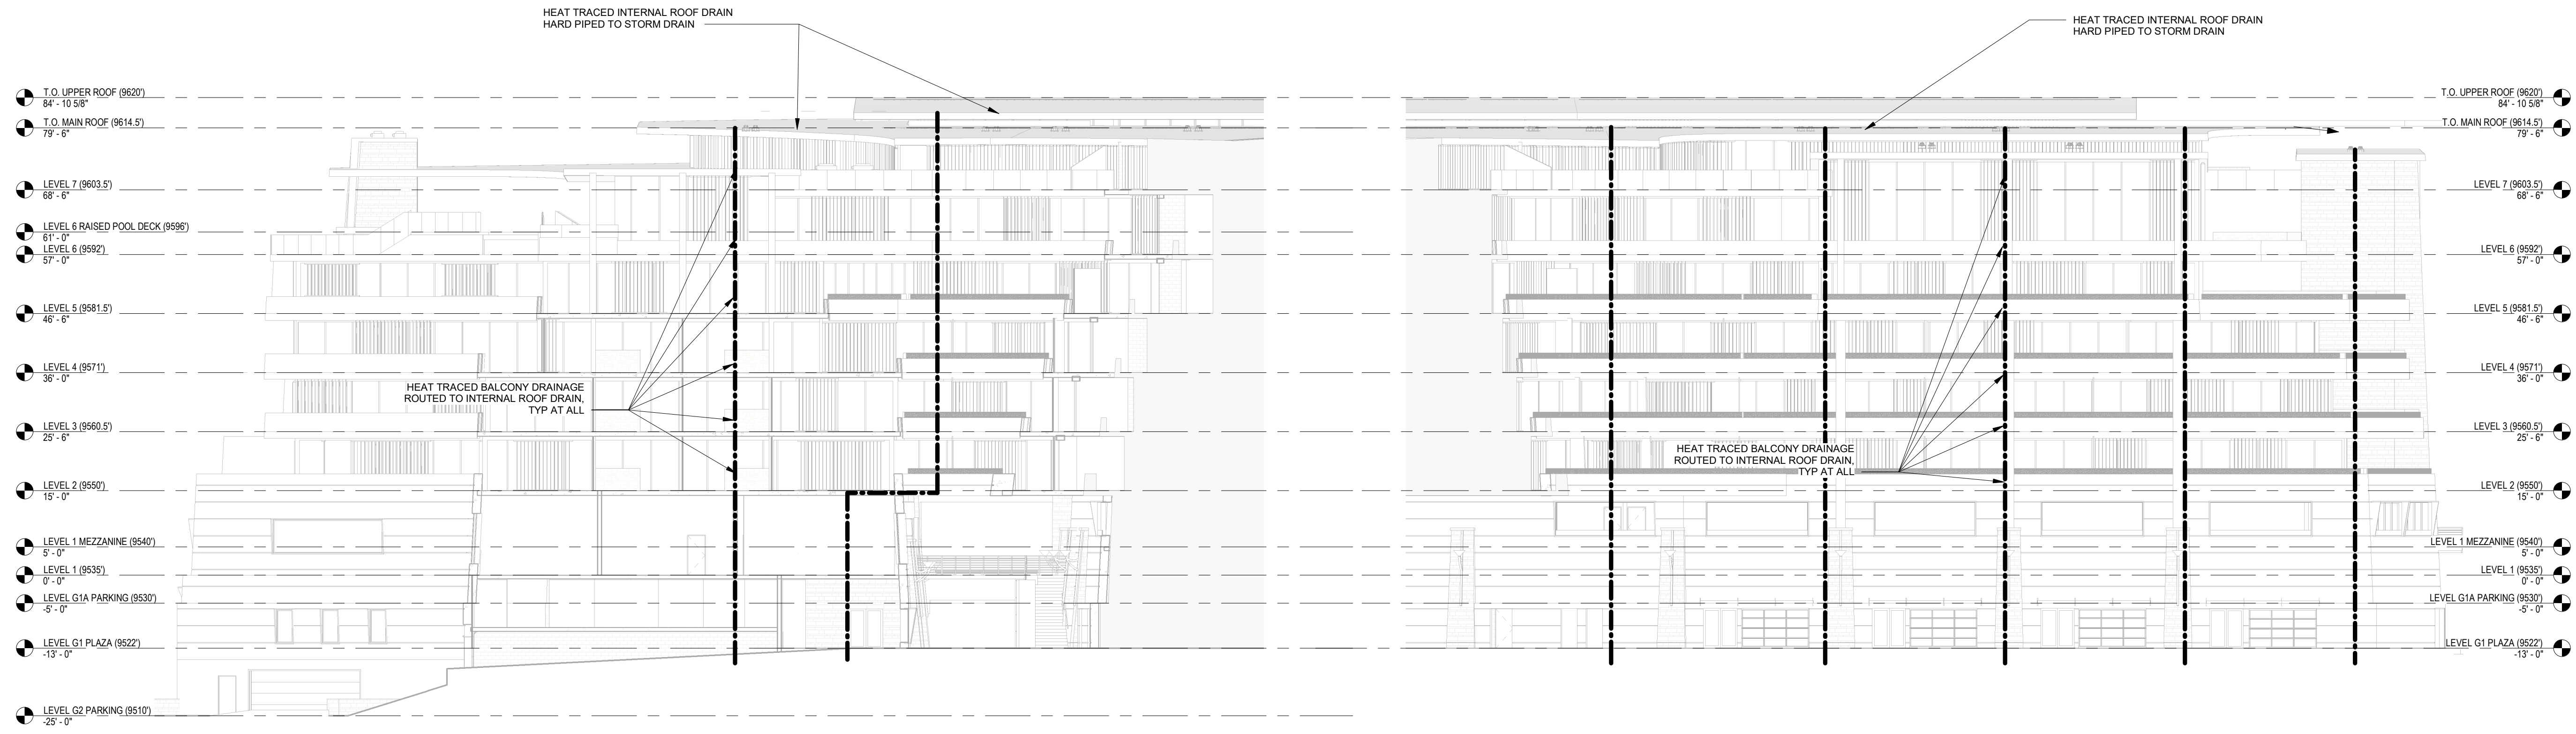 HEAT TRACED INTERNAL ROOF DRAIN
HARD PIPED TO STORM DRAIN
HEAT TRACED INTERNAL ROOF DRAIN
HARD PIPED TO STORM DRAIN
T.O. UPPER ROOF (9620')
84' - 10 5/8"
T.O. MAIN ROOF (9614.5')
79' - 6"
LEVEL 7 (9603.5')
68' - 6"
LEVEL 6 RAISED POOL DECK (9596')
61' - 0"
LEVEL 6 (9592')
57' - 0"
LEVEL 5 (9581.5')
46' - 6"
LEVEL 4 (9571')
36' - 0"
LEVEL 3 (9560.5')
25' - 6"
LEVEL 2 (9550')
15' - 0"
LEVEL 1 MEZZANINE (9540')
5' - 0"
LEVEL 1 (9535')
0' - 0"
LEVEL G1A PARKING (9530')
-5' - 0"
LEVEL G1 PLAZA (9522')
-13' - 0"
LEVEL G2 PARKING (9510')
-25' - 0"
HEAT TRACED BALCONY DRAINAGE
ROUTED TO INTERNAL ROOF DRAIN,
TYP AT ALL
HEAT TRACED BALCONY DRAINAGE
ROUTED TO INTERNAL ROOF DRAIN,
TYP AT ALL
T.O. UPPER ROOF (9620')
84' - 10 5/8"
T.O. MAIN ROOF (9614.5')
79' - 6"
LEVEL 7 (9603.5')
68' - 6"
LEVEL 6 (9592')
57' - 0"
LEVEL 5 (9581.5')
46' - 6"
LEVEL 4 (9571')
36' - 0"
LEVEL 3 (9560.5')
25' - 6"
LEVEL 2 (9550')
15' - 0"
LEVEL 1 MEZZANINE (9540')
5' - 0"
LEVEL 1 (9535')
0' - 0"
LEVEL G1A PARKING (9530')
-5' - 0"
LEVEL G1 PLAZA (9522')
-13' - 0"